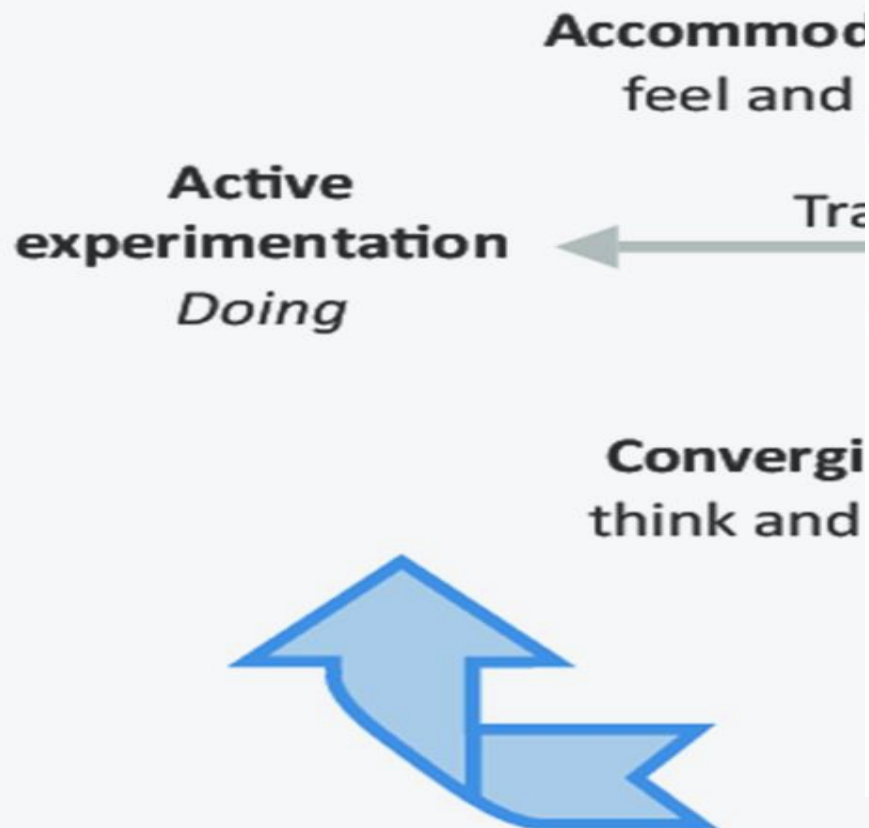 Accommod
feel and
Active
experimentation
Doing
Tra
Convergi
think and